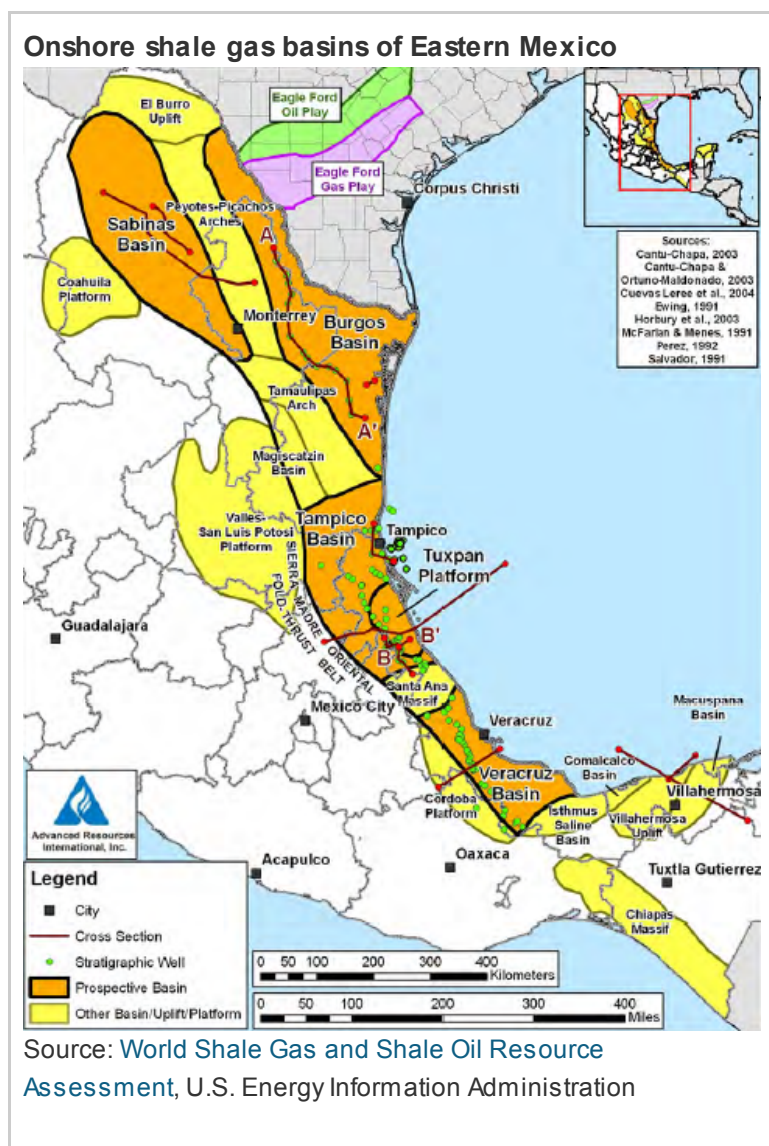 Onshore shale gas basins of Eastern Mexico
El Burro
Uplift
Eagle Ford
Oil Play
Eagle Ford
Gas Play
Corpus Christi
Peyotes-Picachos
Arches
Sabinas
Basin
A
Coahuila
Platform
Monterrey
Burgos
Basin
Sources:
Cantu-Chapa, 2003
Cantu-Chapa &
Ortuno-Maldonado, 2003
Cuevas Leree et al., 2004
Ewing, 1991
Horbury et al., 2003
McFarlan & Menes, 1991
Perez, 1992
Salvador, 1991
Tamaulipas
Arch
A'
Magiscatzin
Basin
Valles-
San Luis Potosi
Platform
Tampico
Basin
Tampico
Tuxpan
Platform
SIERRA MADRE ORIENTAL
FOLD-THRUST BELT
Guadalajara
B
B'
Santa Ana
Massif
Mexico City
Veracruz
Macuspana
Basin
Veracruz
Basin
Comalcalco
Basin
Villahermosa
Cordoba
Platform
Isthmus
Saline
Basin
Villahermosa
Uplift
Advanced Resources
International, Inc.
Acapulco
Oaxaca
Tuxtla Gutierrez
Chiapas
Massif
Legend
City
Cross Section
Stratigraphic Well
Prospective Basin
Other Basin/Uplift/Platform
0 50 100 200 300 400
Kilometers
0 50 100 200 300 400
Miles
Source: World Shale Gas and Shale Oil Resource
Assessment, U.S. Energy Information Administration